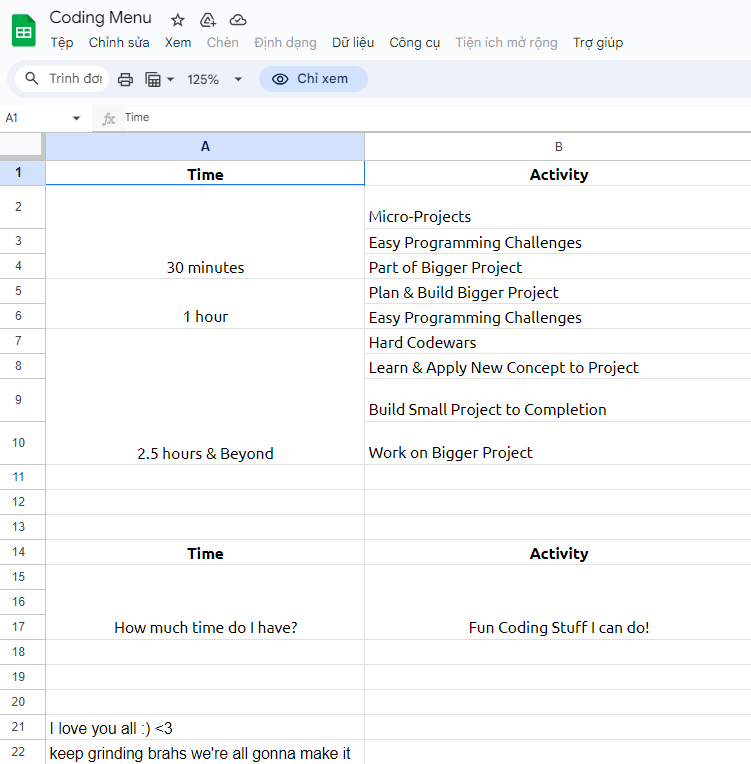 Coding Menu
Tệp Chỉnh sửa Xem Chèn Định dạng Dữ liệu Công cụ Tiện ích mở rộng Trợ giúp
Trình đơn 125% Chỉ xem
A1 fx Time
A B
1 Time Activity
2 Micro-Projects
3 Easy Programming Challenges
4 30 minutes Part of Bigger Project
5 Plan & Build Bigger Project
6 1 hour Easy Programming Challenges
7 Hard Codewars
8 Learn & Apply New Concept to Project
9 Build Small Project to Completion
10 2.5 hours & Beyond Work on Bigger Project
11
12
13
14 Time Activity
15
16
17 How much time do I have? Fun Coding Stuff I can do!
18
19
20
21 I love you all :) <3
22 keep grinding brahs we're all gonna make it